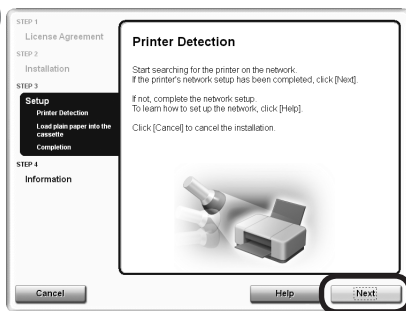 STEP 1
License Agreement
STEP 2
Installation
STEP 3
Setup
Printer Detection
Load plain paper into the
cassette
Completion
STEP 4
Information
Printer Detection
Start searching for the printer on the network.
If the printer's network setup has been completed, click [Next].
If not, complete the network setup.
To learn how to set up the network, click [Help].
Click [Cancel] to cancel the installation.
Cancel
Help
Next